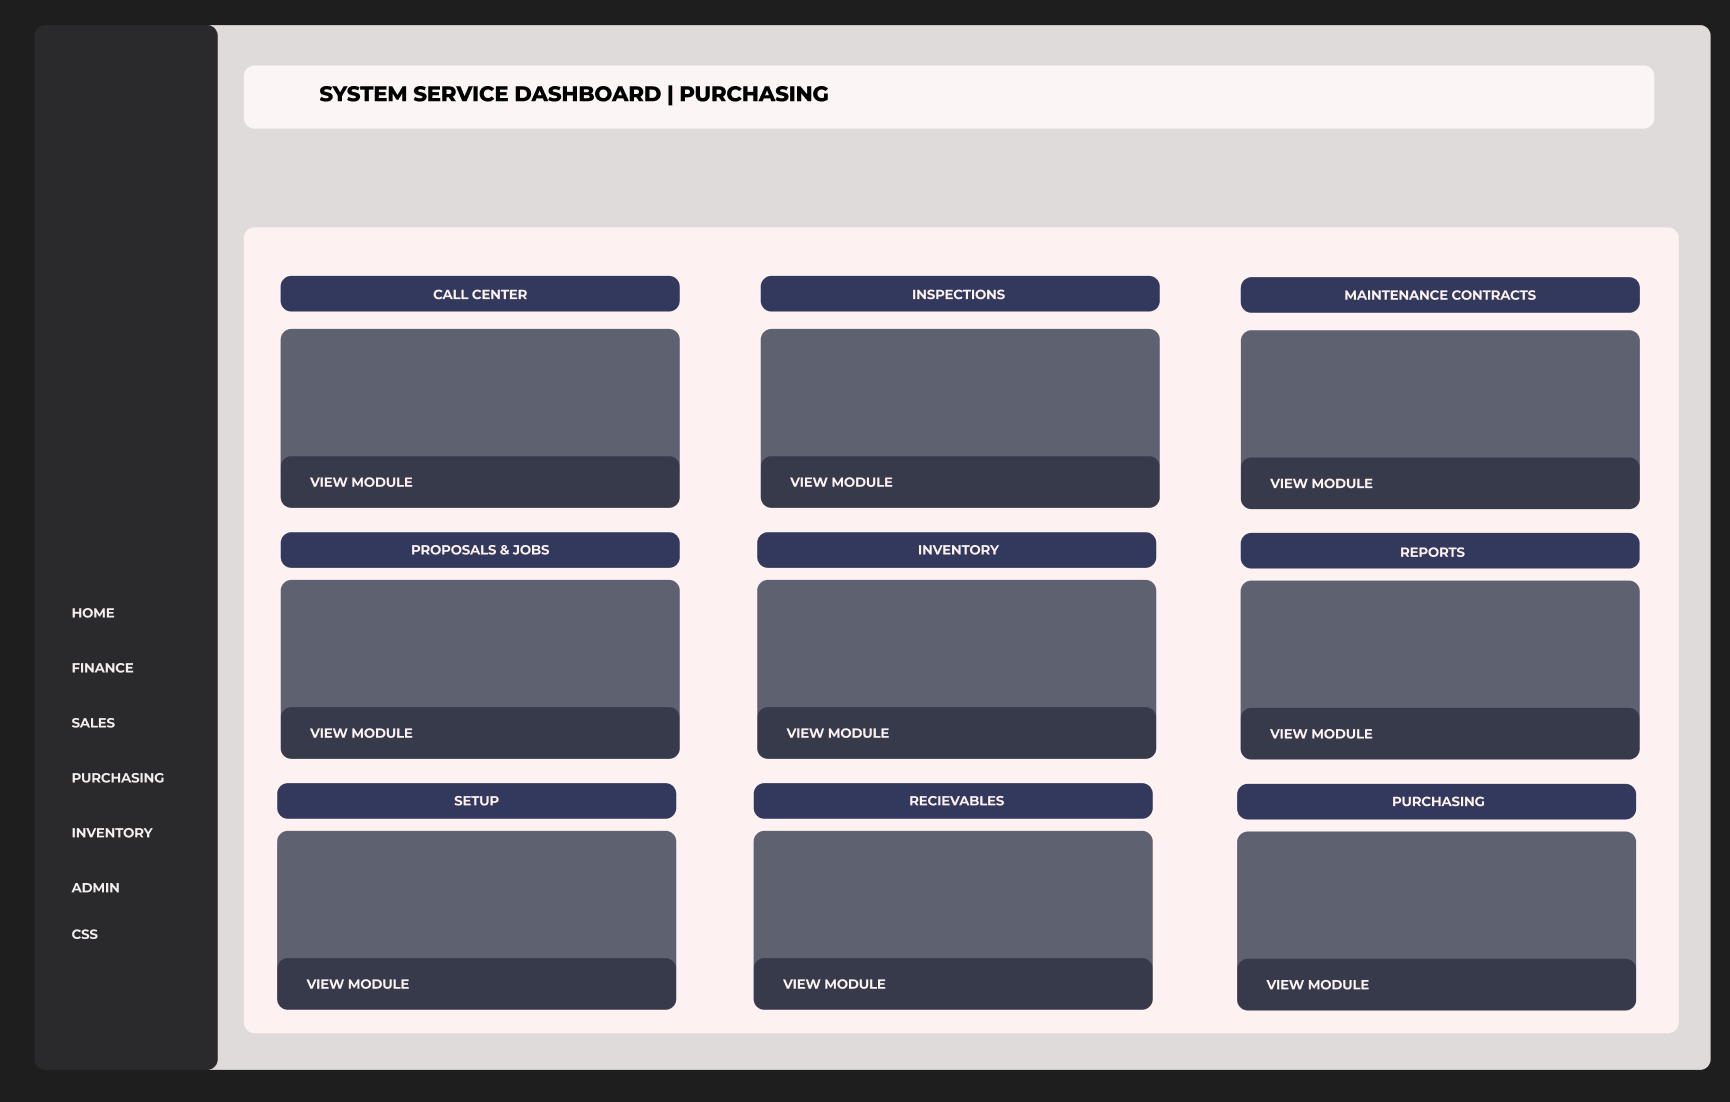 SYSTEM SERVICE DASHBOARD | PURCHASING
CALL CENTER
INSPECTIONS
MAINTENANCE CONTRACTS
VIEW MODULE
VIEW MODULE
VIEW MODULE
PROPOSALS & JOBS
INVENTORY
REPORTS
VIEW MODULE
VIEW MODULE
VIEW MODULE
SETUP
RECIEVABLES
PURCHASING
VIEW MODULE
VIEW MODULE
VIEW MODULE
HOME
FINANCE
SALES
PURCHASING
INVENTORY
ADMIN
CSS